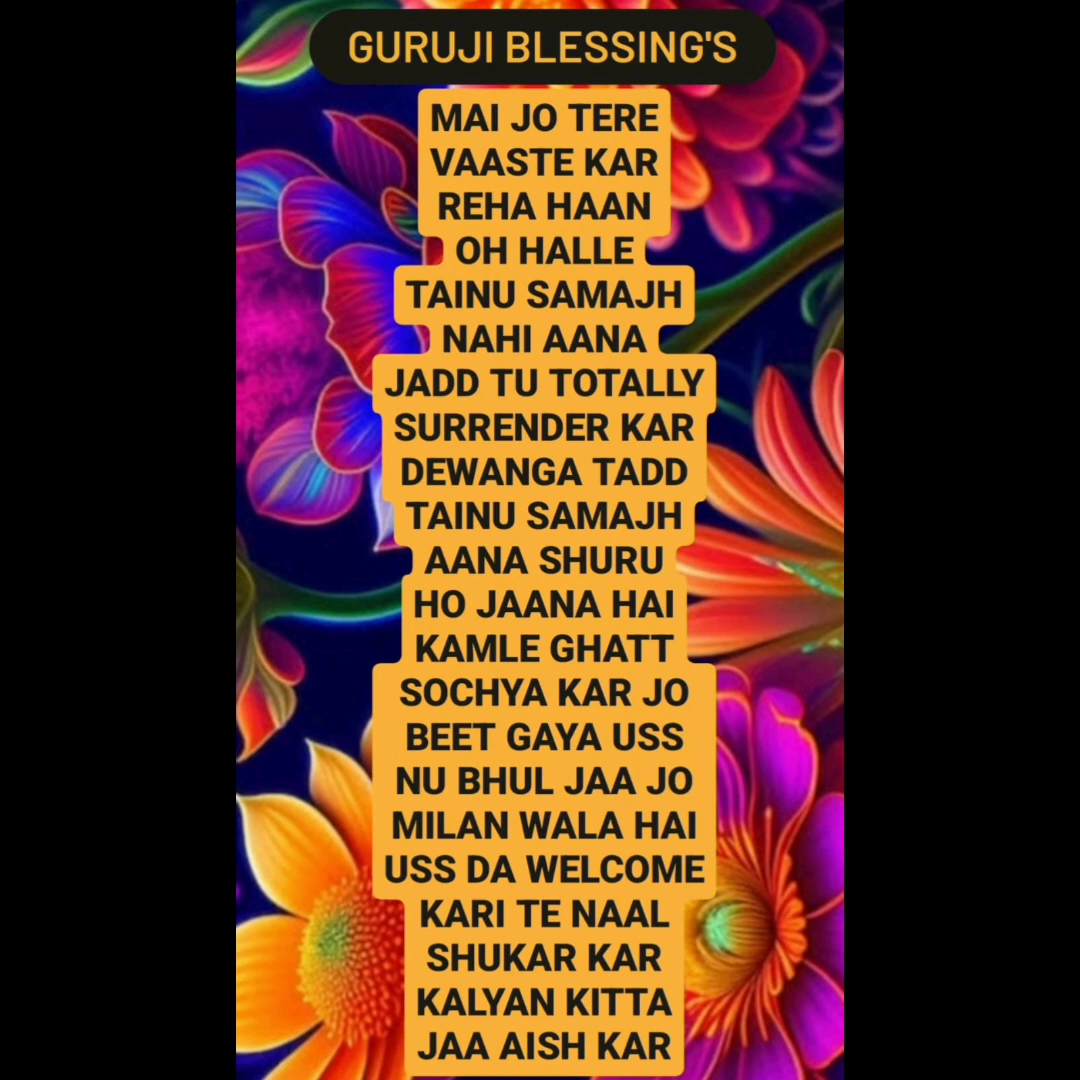 GURUJI BLESSING'S
MAI JO TERE
VAASTE KAR
REHA HAAN
OH HALLE
TAINU SAMAJH
NAHI AANA
JADD TU TOTALLY
SURRENDER KAR
DEWANGA TADD
TAINU SAMAJH
AANA SHURU
HO JAANA HAI
KAMLE GHATT
SOCHYA KAR JO
BEET GAYA USS
NU BHUL JAA JO
MILAN WALA HAI
USS DA WELCOME
KARI TE NAAL
SHUKAR KAR
KALYAN KITTA
JAA AISH KAR